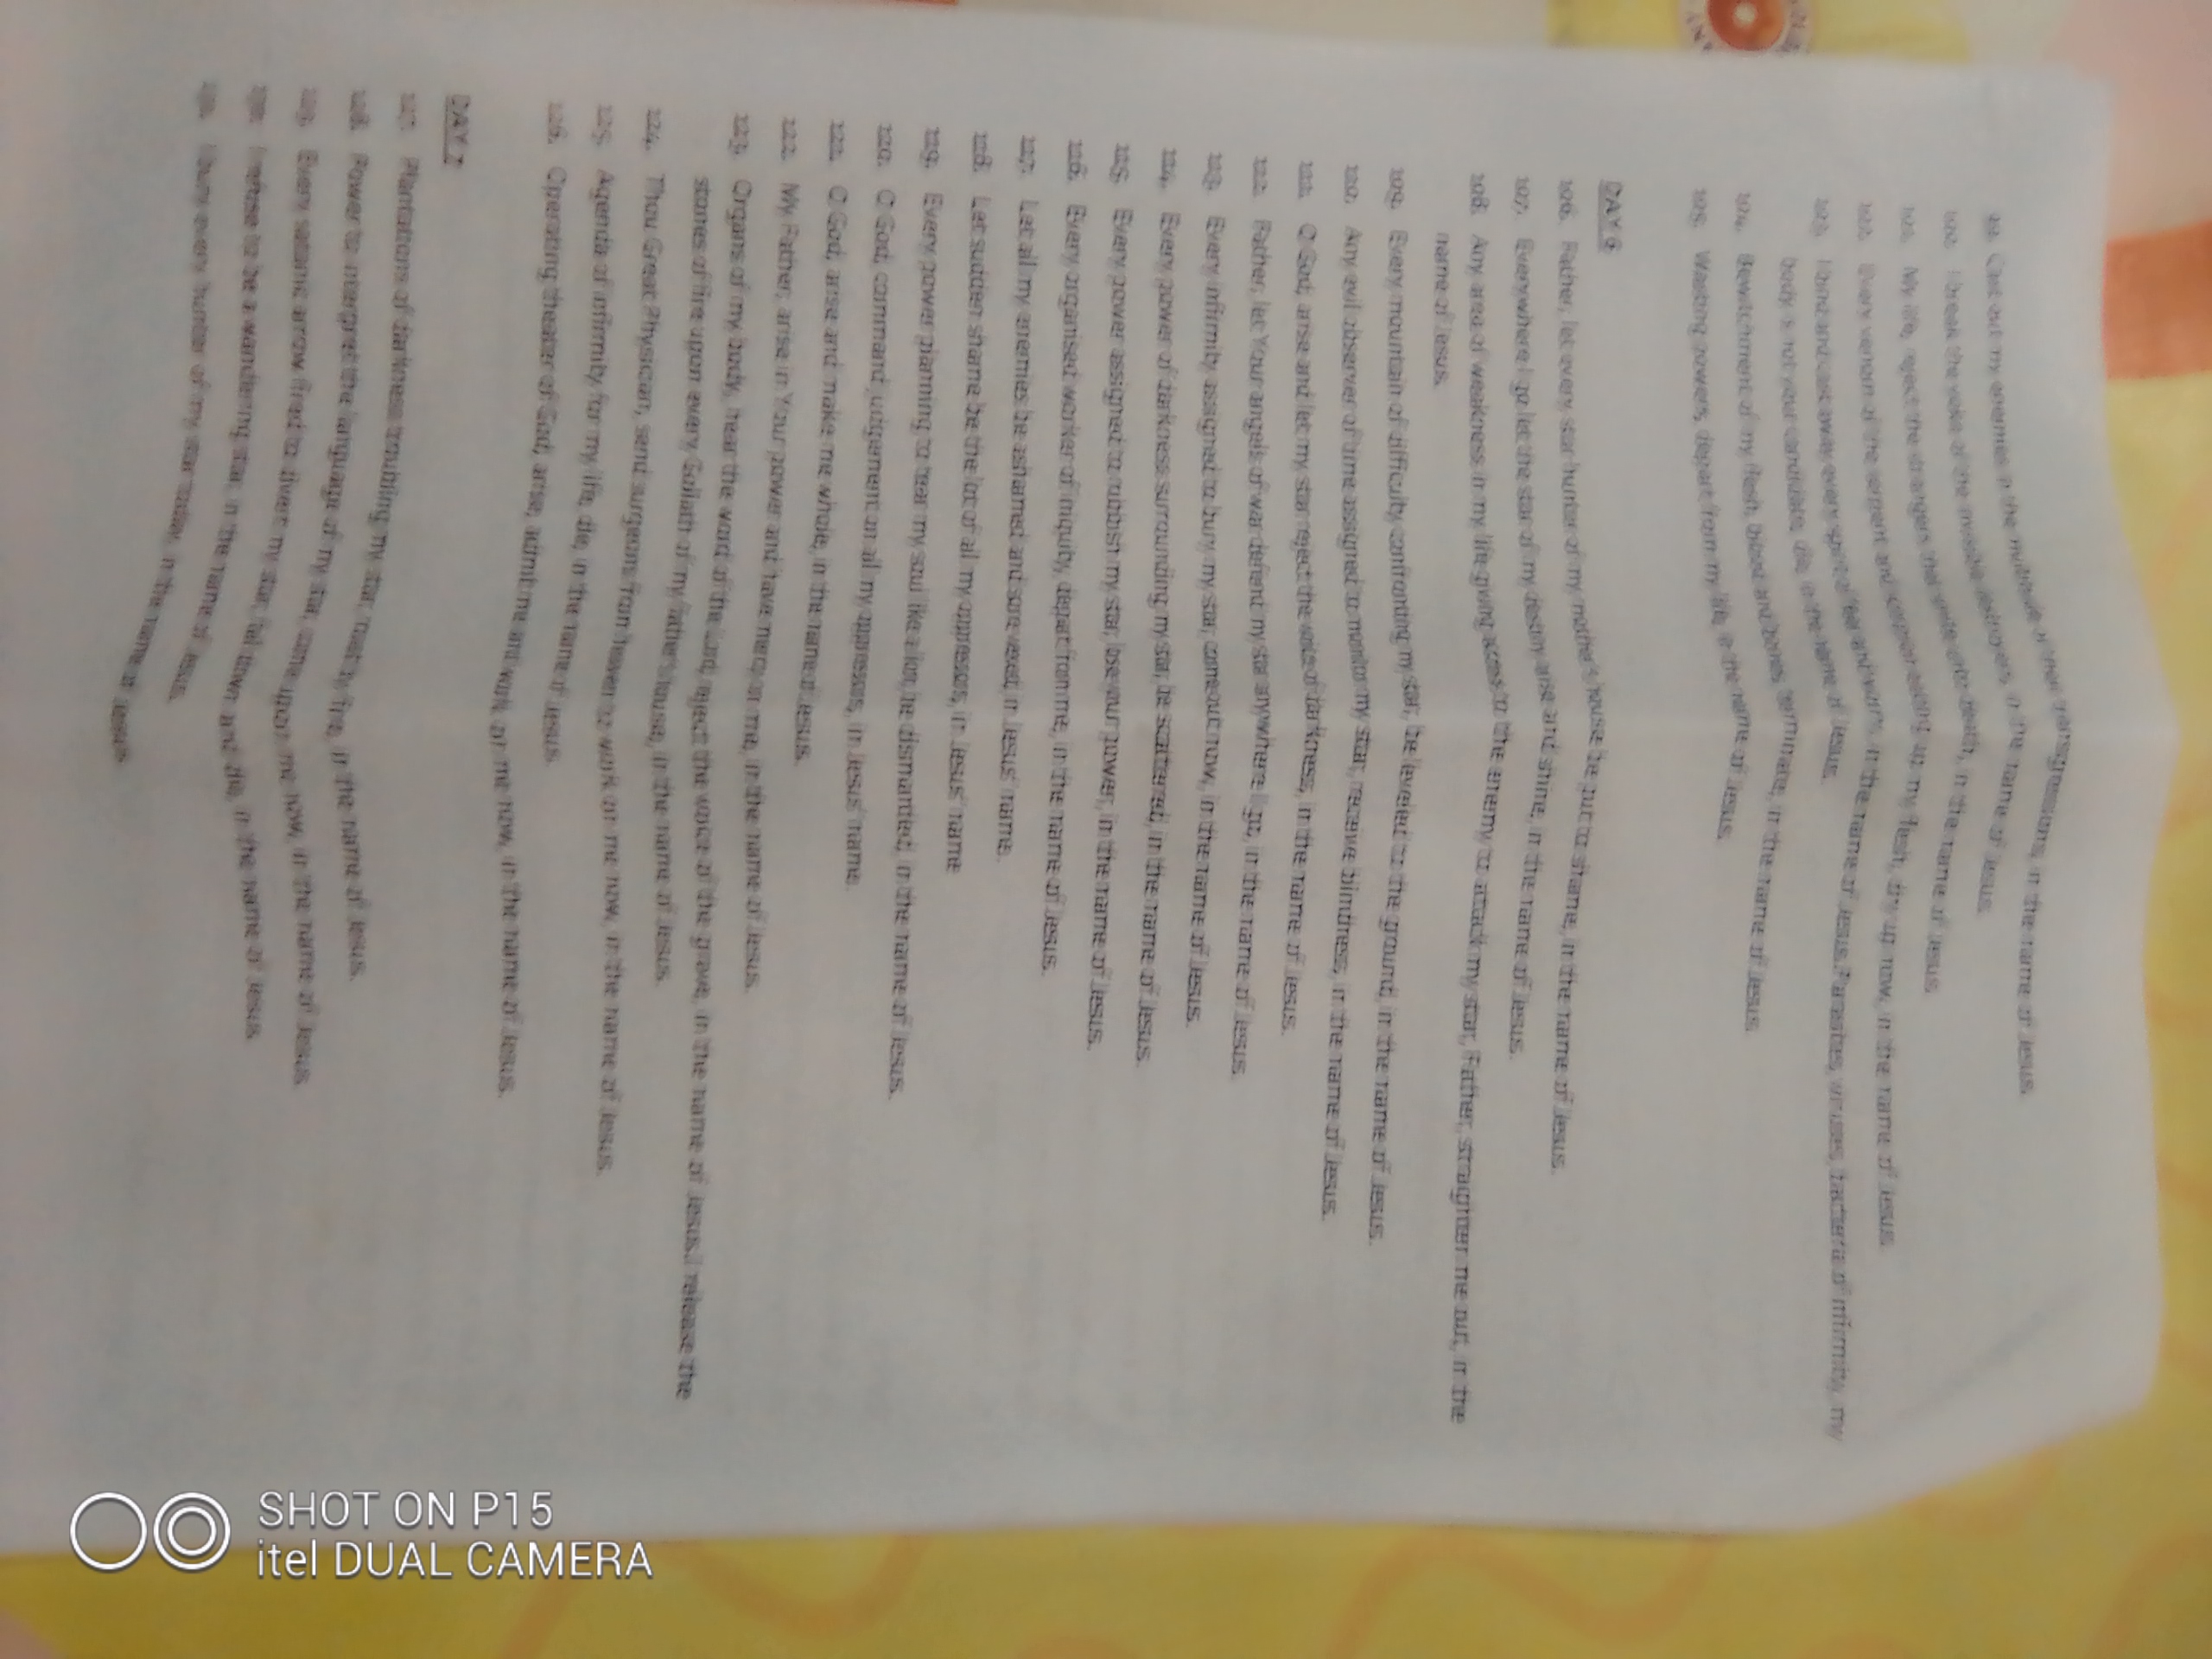 99. Cast out my enemies in the multitude of their transgressions, in the name of Jesus.
100. I break the yoke of the invisible destroyers, in the name of Jesus.
101. My life, reject the strangers that in the name of Jesus.
102. Every venom of the serpent and scorpion my flesh, dry up now, in the name of Jesus.
103. I bind and cast away every spirit of in the name of Jesus. Parasites, viruses, bacteria of infirmity, my
body is not your candidate, die, in the name of Jesus.
104. Bewitchment of my flesh, blood and bones, terminate, in the name of Jesus.
105. Wasting powers, depart from my life, in the name of Jesus.
DAY 6
106. Father, let every star hunter of my mother's house be put to shame, in the name of Jesus.
107. Everywhere I go let the star of my destiny arise and shine, in the name of Jesus.
108. Any area of weakness in my life giving access to the enemy to attack my star, Father, straighten me out, in the
name of Jesus.
109. Every mountain of difficulty confronting my star, be leveled to the ground, in the name of Jesus.
110. Any evil observer of time assigned to monitor my star, receive blindness, in the name of Jesus.
111. O God, arise and let my star reject the voice of darkness, in the name of Jesus.
112. Father, let Your angels of war defend my star anywhere I go, in the name of Jesus.
113. Every infirmity assigned to bury my star, come out now, in the name of Jesus.
114. Every power of darkness surrounding my star, be scattered, in the name of Jesus.
115. Every power assigned to rubbish my star, lose your power, in the name of Jesus.
116. Every organised worker of iniquity, depart from me, in the name of Jesus.
117. Let all my enemies be ashamed and sore vexed, in Jesus' name.
118. Let sudden shame be the lot of all my oppressors, in Jesus' name
119. Every power planning to tear my soul like a lion, be dismantled, in the name of Jesus.
120. O God, command judgement on all my oppressors, in Jesus' name.
121. O God, arise and make me whole, in the name of Jesus.
122. My Father, arise in Your power and have mercy on me, in the name of Jesus.
123. Organs of my body, hear the word of the Lord, reject the voice of the grave, in the name of Jesus. I release the
stones of fire upon every Goliath of my father's house, in the name of Jesus.
124. Thou Great Physician, send surgeons from heaven to work on me now, in the name of Jesus.
125. Agenda of infirmity for my life, die, in the name of Jesus.
126. Operating theater of God, arise, admit me and work on me now, in the name of Jesus.
DAY 7
127. Plantations of darkness troubling my star, roast by fire, in the name of Jesus.
128. Power to interpret the language of my star, come upon me now, in the name of Jesus.
129. Every satanic arrow fired to divert my star, fall down and die, in the name of Jesus
130. I refuse to be a wandering star, in the name of Jesus.
131. I bury every hunter of my star today, in the name of Jesus
SHOT ON P15
itel DUAL CAMERA